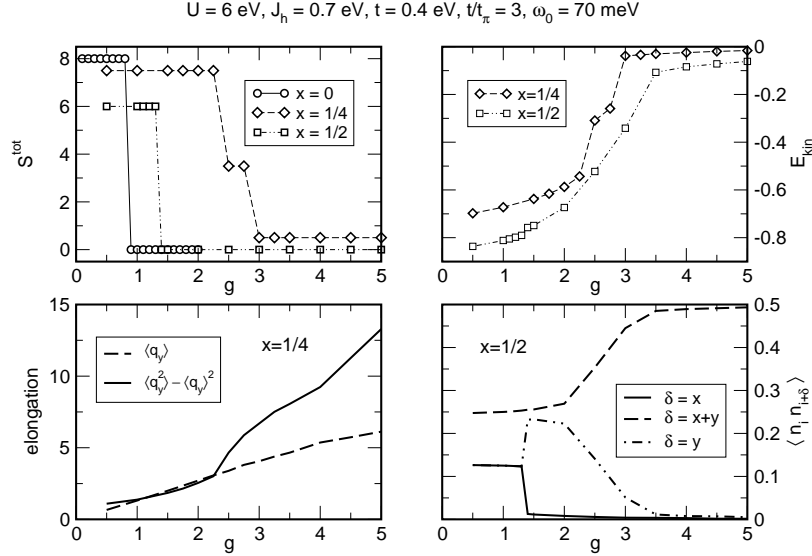 U = 6 eV, J_h = 0.7 eV, t = 0.4 eV, t/t_π = 3, ω_0 = 70 meV
8
6
4
2
0
S^tot
x = 0
x = 1/4
x = 1/2
0 1 2 3 4 5
g
0
-0.2
-0.4
-0.6
-0.8
E_kin
x=1/4
x=1/2
0 1 2 3 4 5
g
15
10
5
0
elongation
⟨q_y⟩
⟨q_y^2⟩ − ⟨q_y⟩^2
x=1/4
0 1 2 3 4 5
g
0.5
0.4
0.3
0.2
0.1
0
⟨ n_i n_{i+δ} ⟩
x=1/2
δ = x
δ = x+y
δ = y
0 1 2 3 4 5
g